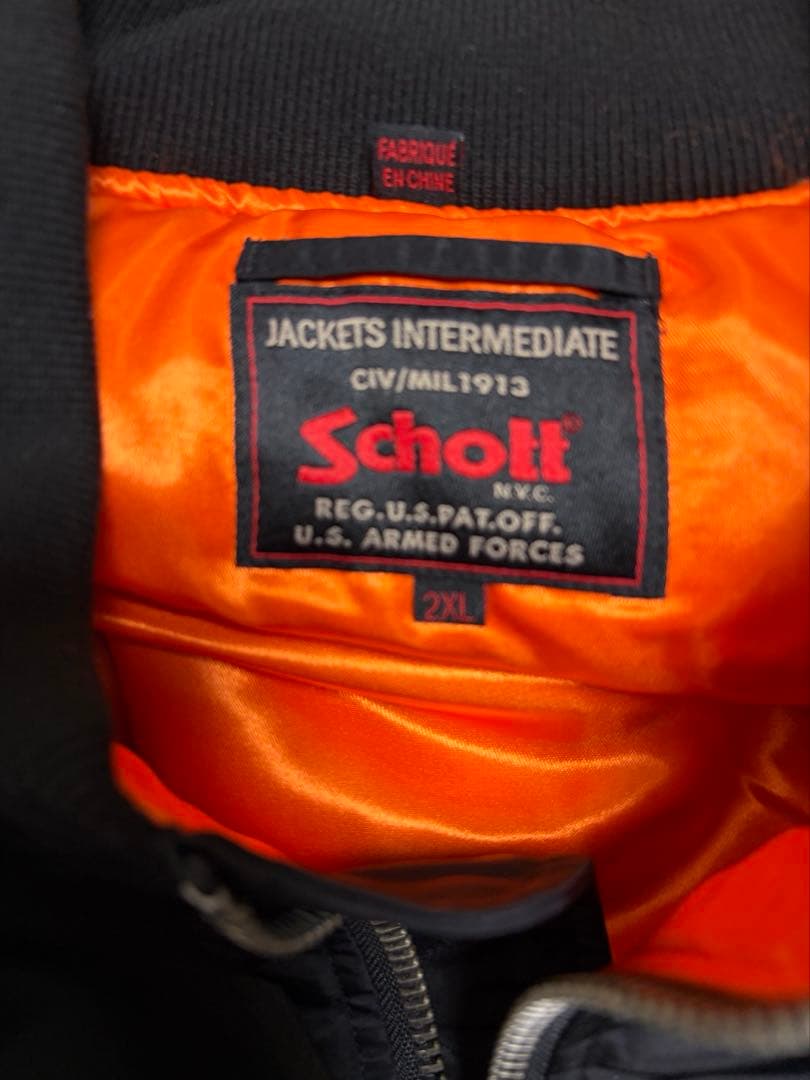 FABRIQUÉ
EN CHINE
JACKETS INTERMEDIATE
CIV/MIL1913
Schott®
N.Y.C.
REG.U.S.PAT.OFF.
U.S. ARMED FORCES
2XL